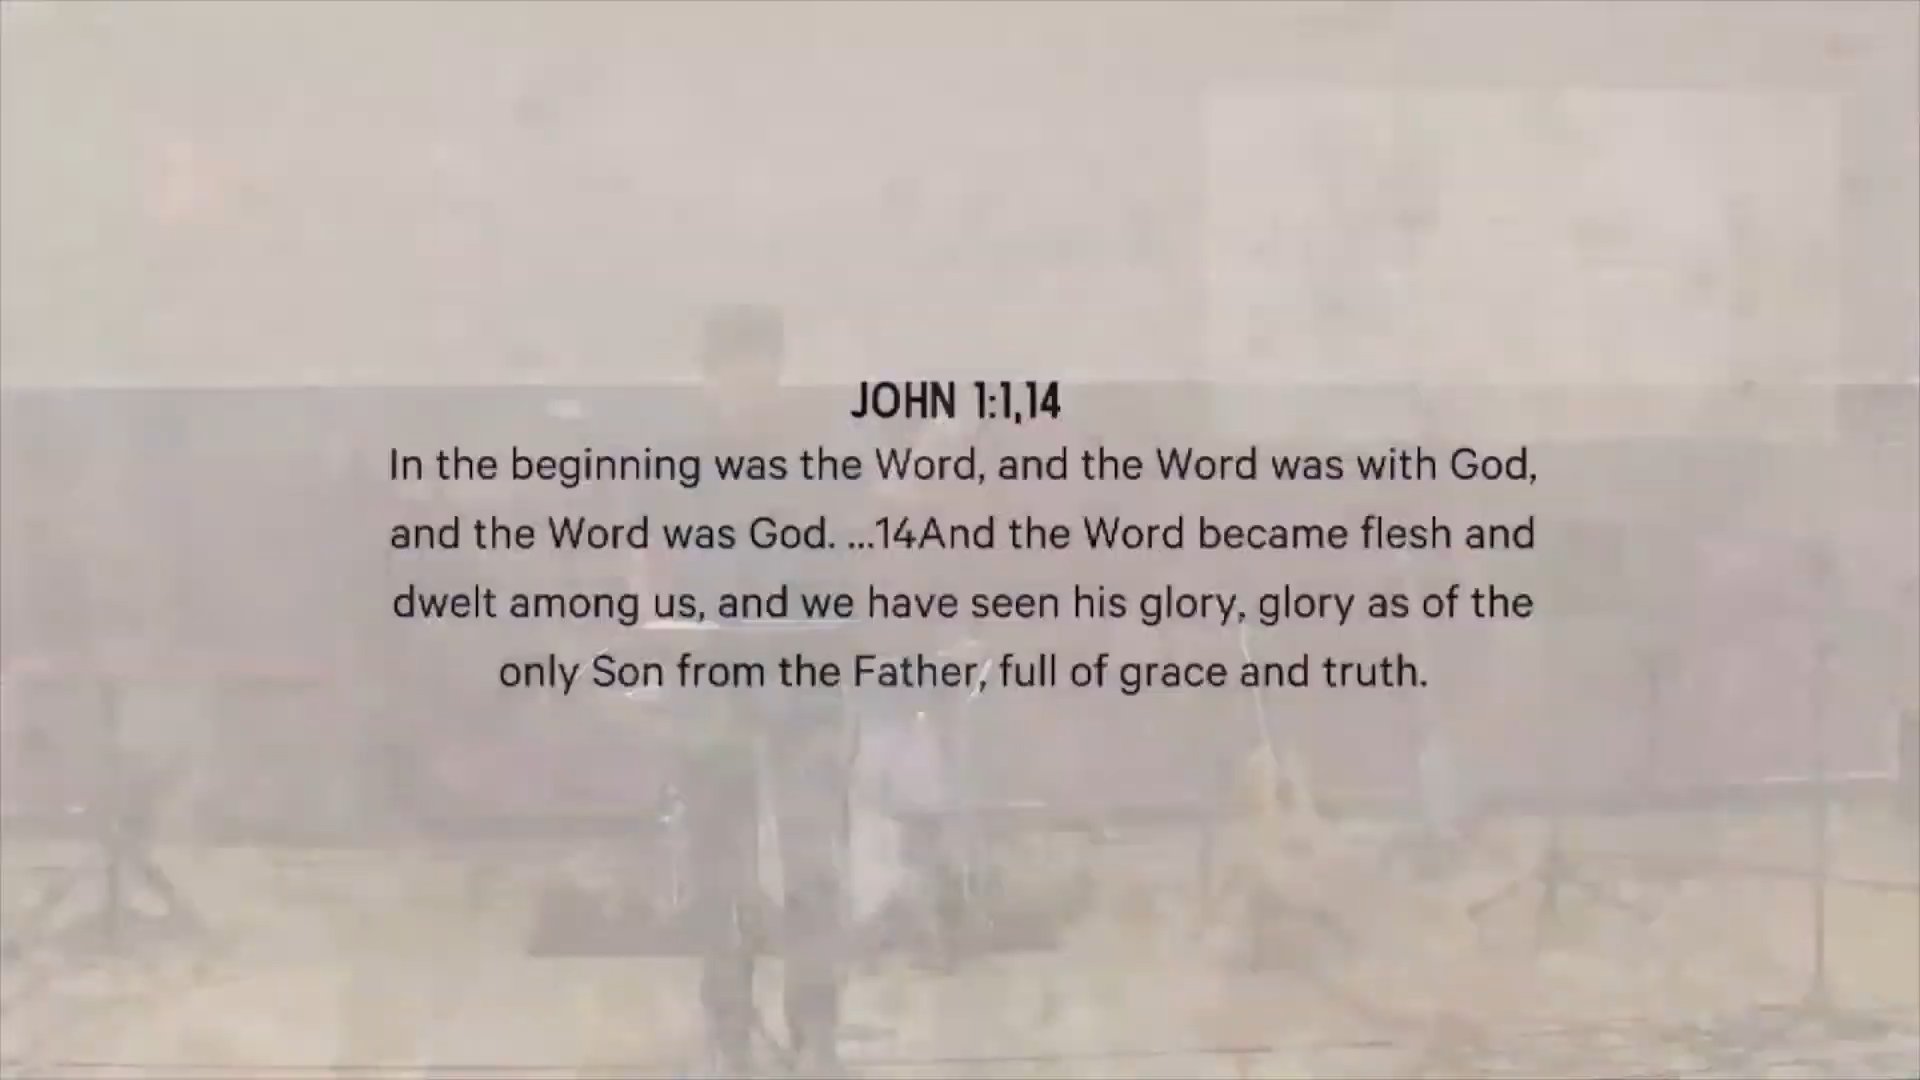 JOHN 1:1,14
In the beginning was the Word, and the Word was with God,
and the Word was God. ...14And the Word became flesh and
dwelt among us, and we have seen his glory, glory as of the
only Son from the Father, full of grace and truth.